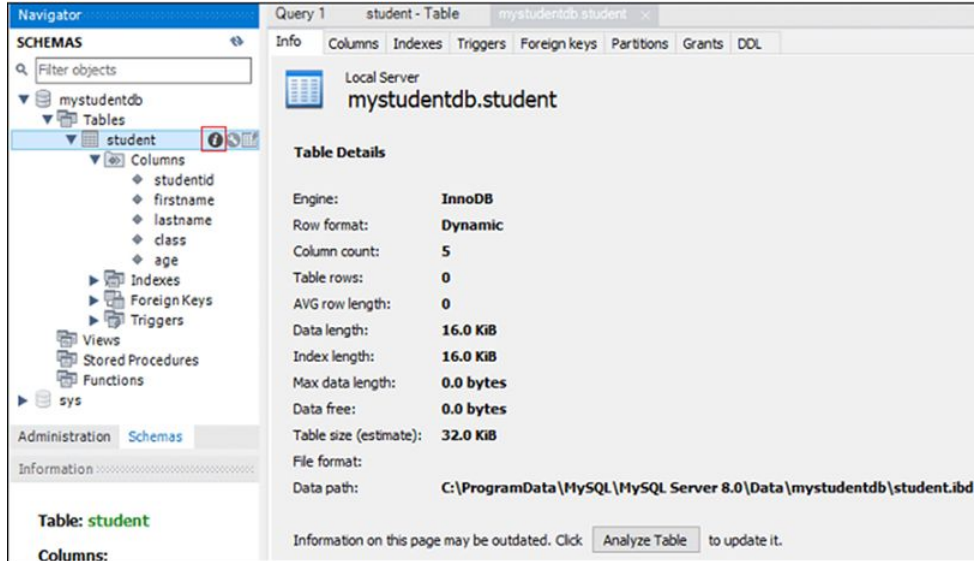 Navigator
SCHEMAS
Filter objects
mystudentdb
Tables
student
Columns
studentid
firstname
lastname
class
age
Indexes
Foreign Keys
Triggers
Views
Stored Procedures
Functions
sys
Administration Schemas
Information
Table: student
Columns:
Query 1 student - Table mystudentdb.student
Info Columns Indexes Triggers Foreign keys Partitions Grants DDL
Local Server
mystudentdb.student
Table Details
Engine: InnoDB
Row format: Dynamic
Column count: 5
Table rows: 0
AVG row length: 0
Data length: 16.0 KiB
Index length: 16.0 KiB
Max data length: 0.0 bytes
Data free: 0.0 bytes
Table size (estimate): 32.0 KiB
File format:
Data path: C:\ProgramData\MySQL\MySQL Server 8.0\Data\mystudentdb\student.ibd
Information on this page may be outdated. Click Analyze Table to update it.